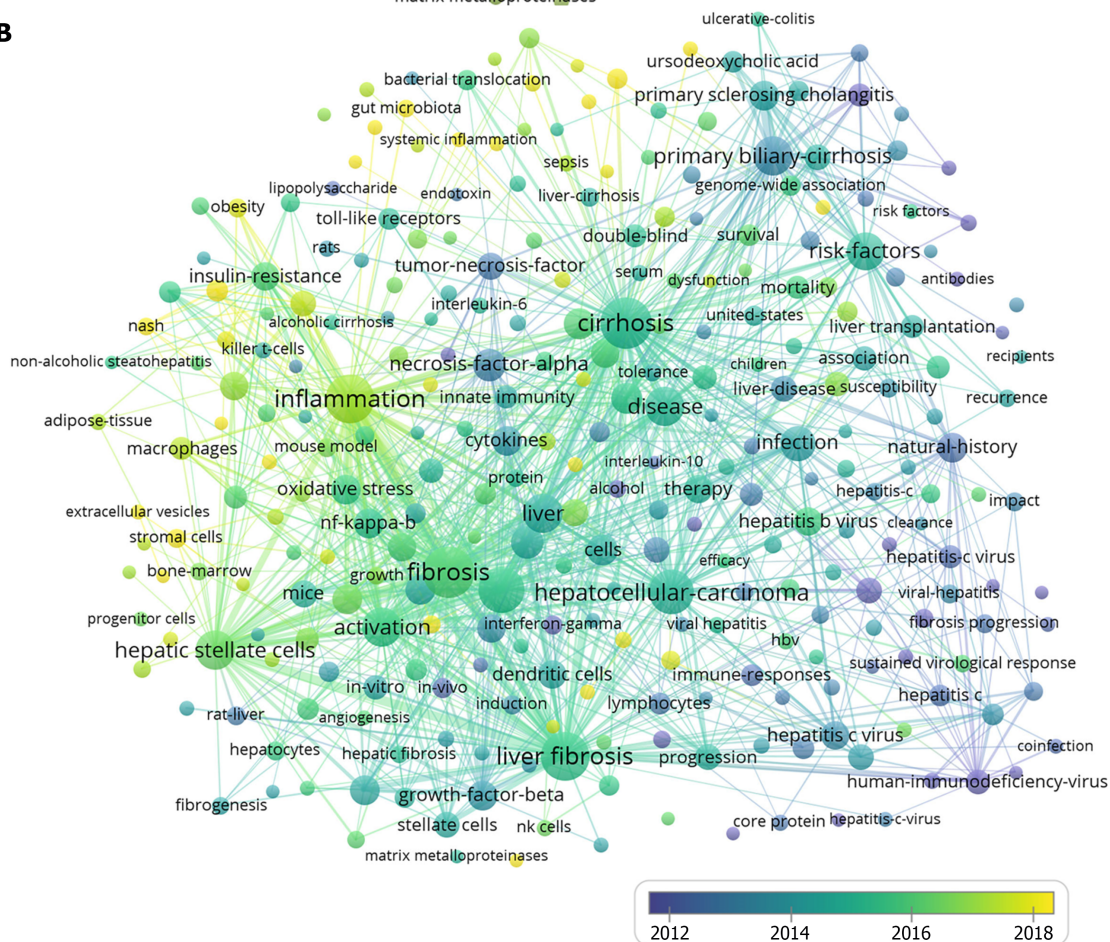 matrix metalloproteinases
B
ulcerative-colitis
ursodeoxycholic acid
bacterial translocation
primary sclerosing cholangitis
gut microbiota
systemic inflammation
sepsis
primary biliary-cirrhosis
lipopolysaccharide
endotoxin
liver-cirrhosis
genome-wide association
obesity
toll-like receptors
risk factors
rats
double-blind
survival
risk-factors
insulin-resistance
tumor-necrosis-factor
serum
dysfunction
mortality
antibodies
interleukin-6
nash
alcoholic cirrhosis
cirrhosis
united-states
liver transplantation
non-alcoholic steatohepatitis
killer t-cells
necrosis-factor-alpha
tolerance
children
association
recipients
inflammation
innate immunity
disease
liver-disease
susceptibility
recurrence
adipose-tissue
macrophages
mouse model
cytokines
infection
natural-history
interleukin-10
oxidative stress
protein
alcohol
therapy
hepatitis-c
impact
extracellular vesicles
nf-kappa-b
liver
hepatitis b virus
clearance
stromal cells
cells
efficacy
hepatitis-c virus
bone-marrow
growth
fibrosis
mice
hepatocellular-carcinoma
viral-hepatitis
progenitor cells
activation
interferon-gamma
viral hepatitis
fibrosis progression
hbv
hepatic stellate cells
sustained virological response
in-vitro
in-vivo
dendritic cells
immune-responses
hepatitis c
rat-liver
angiogenesis
induction
lymphocytes
hepatitis c virus
hepatocytes
hepatic fibrosis
liver fibrosis
progression
coinfection
human-immunodeficiency-virus
fibrogenesis
growth-factor-beta
stellate cells
nk cells
core protein
hepatitis-c-virus
matrix metalloproteinases
2012
2014
2016
2018